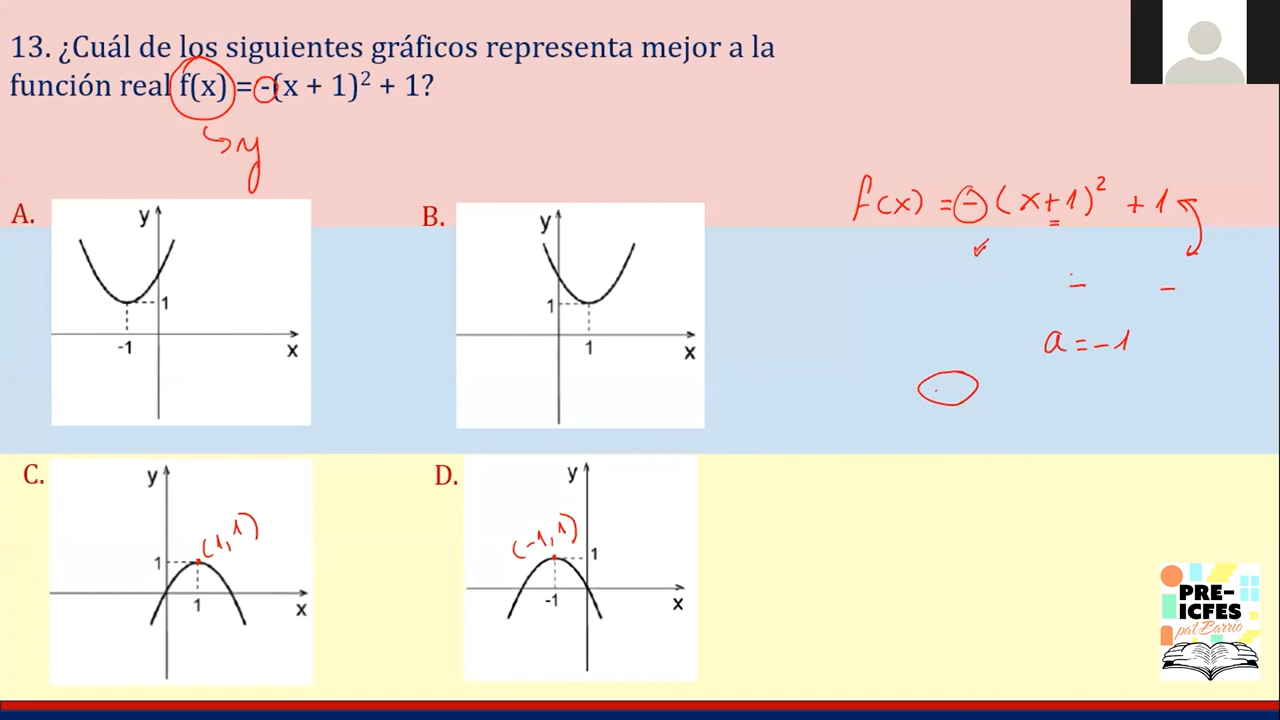 13. ¿Cuál de los siguientes gráficos representa mejor a la
función real f(x) = -(x + 1)² + 1?
y
f(x) = - (x+1)² + 1
- -
a = -1
A.
y
1
-1
x
B.
y
1
1
x
C.
y
(1,1)
1
1
x
D.
y
(-1,1)
1
-1
x
PRE-
ICFES
pa'l Barrio